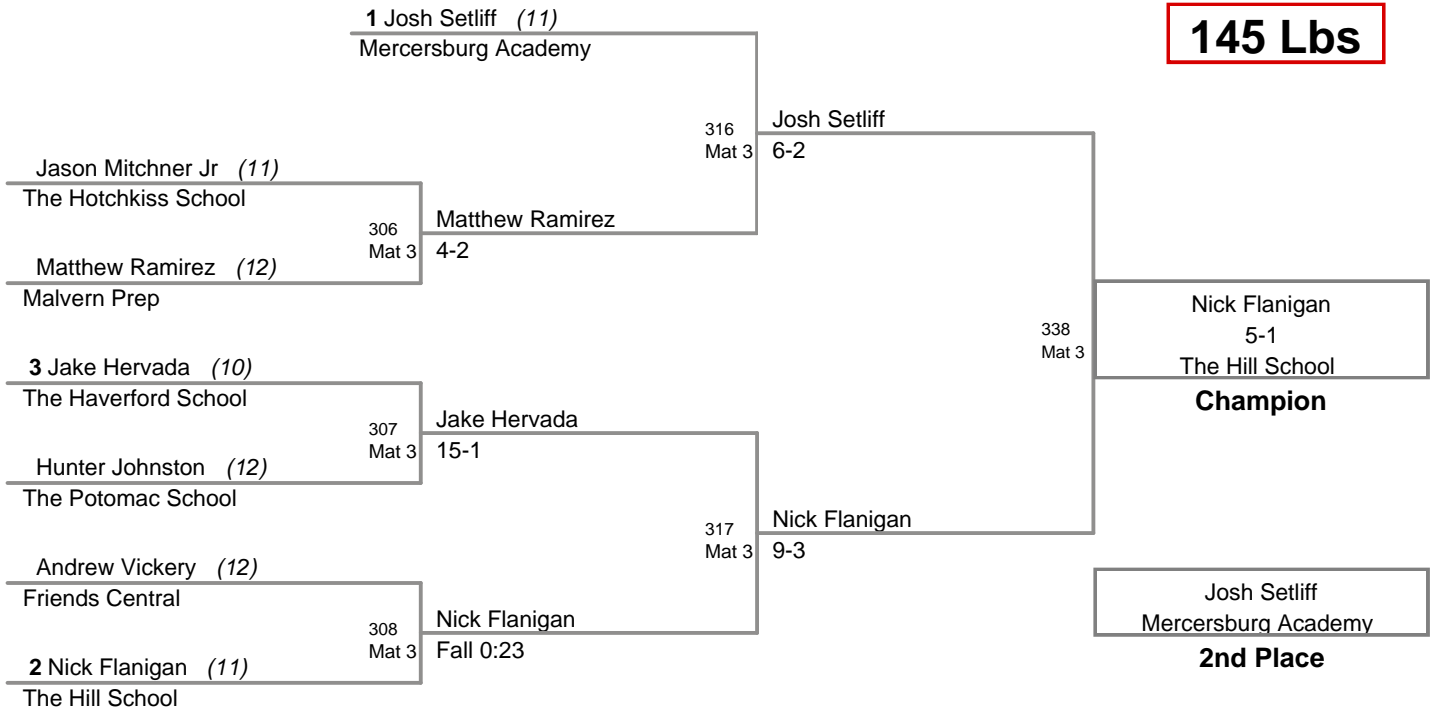 145 Lbs
1 Josh Setliff (11)
Mercersburg Academy
316
Mat 3
Josh Setliff
6-2
Jason Mitchner Jr (11)
The Hotchkiss School
306
Mat 3
Matthew Ramirez
4-2
Matthew Ramirez (12)
Malvern Prep
3 Jake Hervada (10)
The Haverford School
307
Mat 3
Jake Hervada
15-1
Hunter Johnston (12)
The Potomac School
317
Mat 3
Nick Flanigan
9-3
Andrew Vickery (12)
Friends Central
308
Mat 3
Nick Flanigan
Fall 0:23
2 Nick Flanigan (11)
The Hill School
338
Mat 3
Nick Flanigan
5-1
The Hill School
Champion
Josh Setliff
Mercersburg Academy
2nd Place